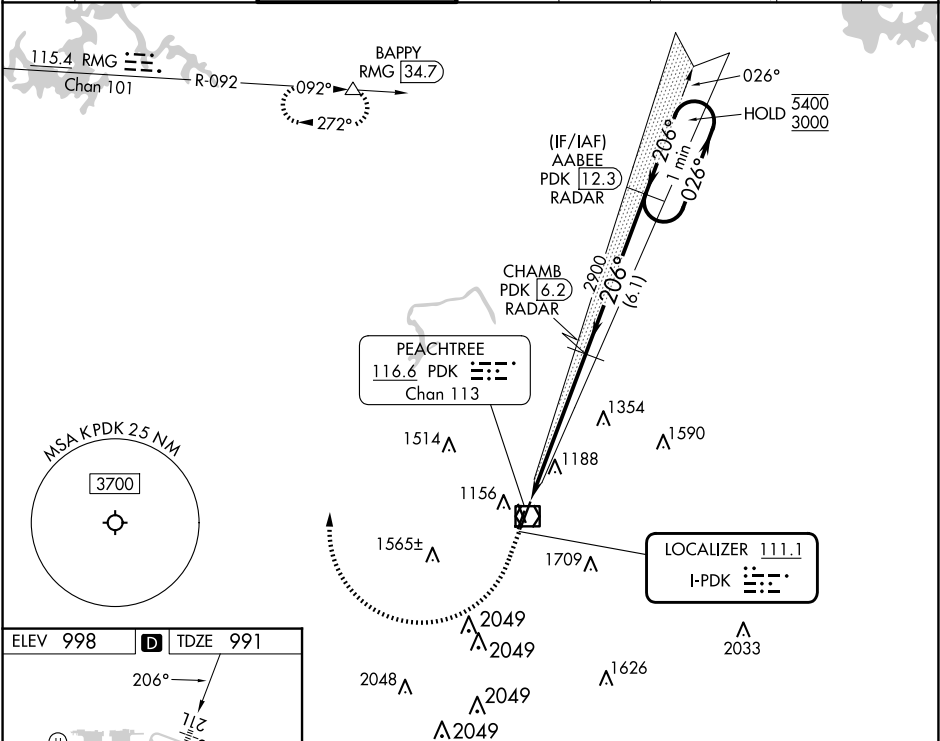 115.4 RMG
Chan 101
R-092
092°
272°
BAPPY
RMG 34.7
026°
HOLD 5400
3000
206°
1 min
026°
(IF/IAF)
AABEE
PDK 12.3
RADAR
2900
206°
(6.1)
CHAMB
PDK 6.2
RADAR
PEACHTREE
116.6 PDK
Chan 113
1354
1590
1514
1188
1156
1565±
1709
MSA KPDK 25 NM
3700
LOCALIZER 111.1
I-PDK
2049
2049
2033
2048
1626
2049
2049
ELEV 998 D TDZE 991
206°
21L
H